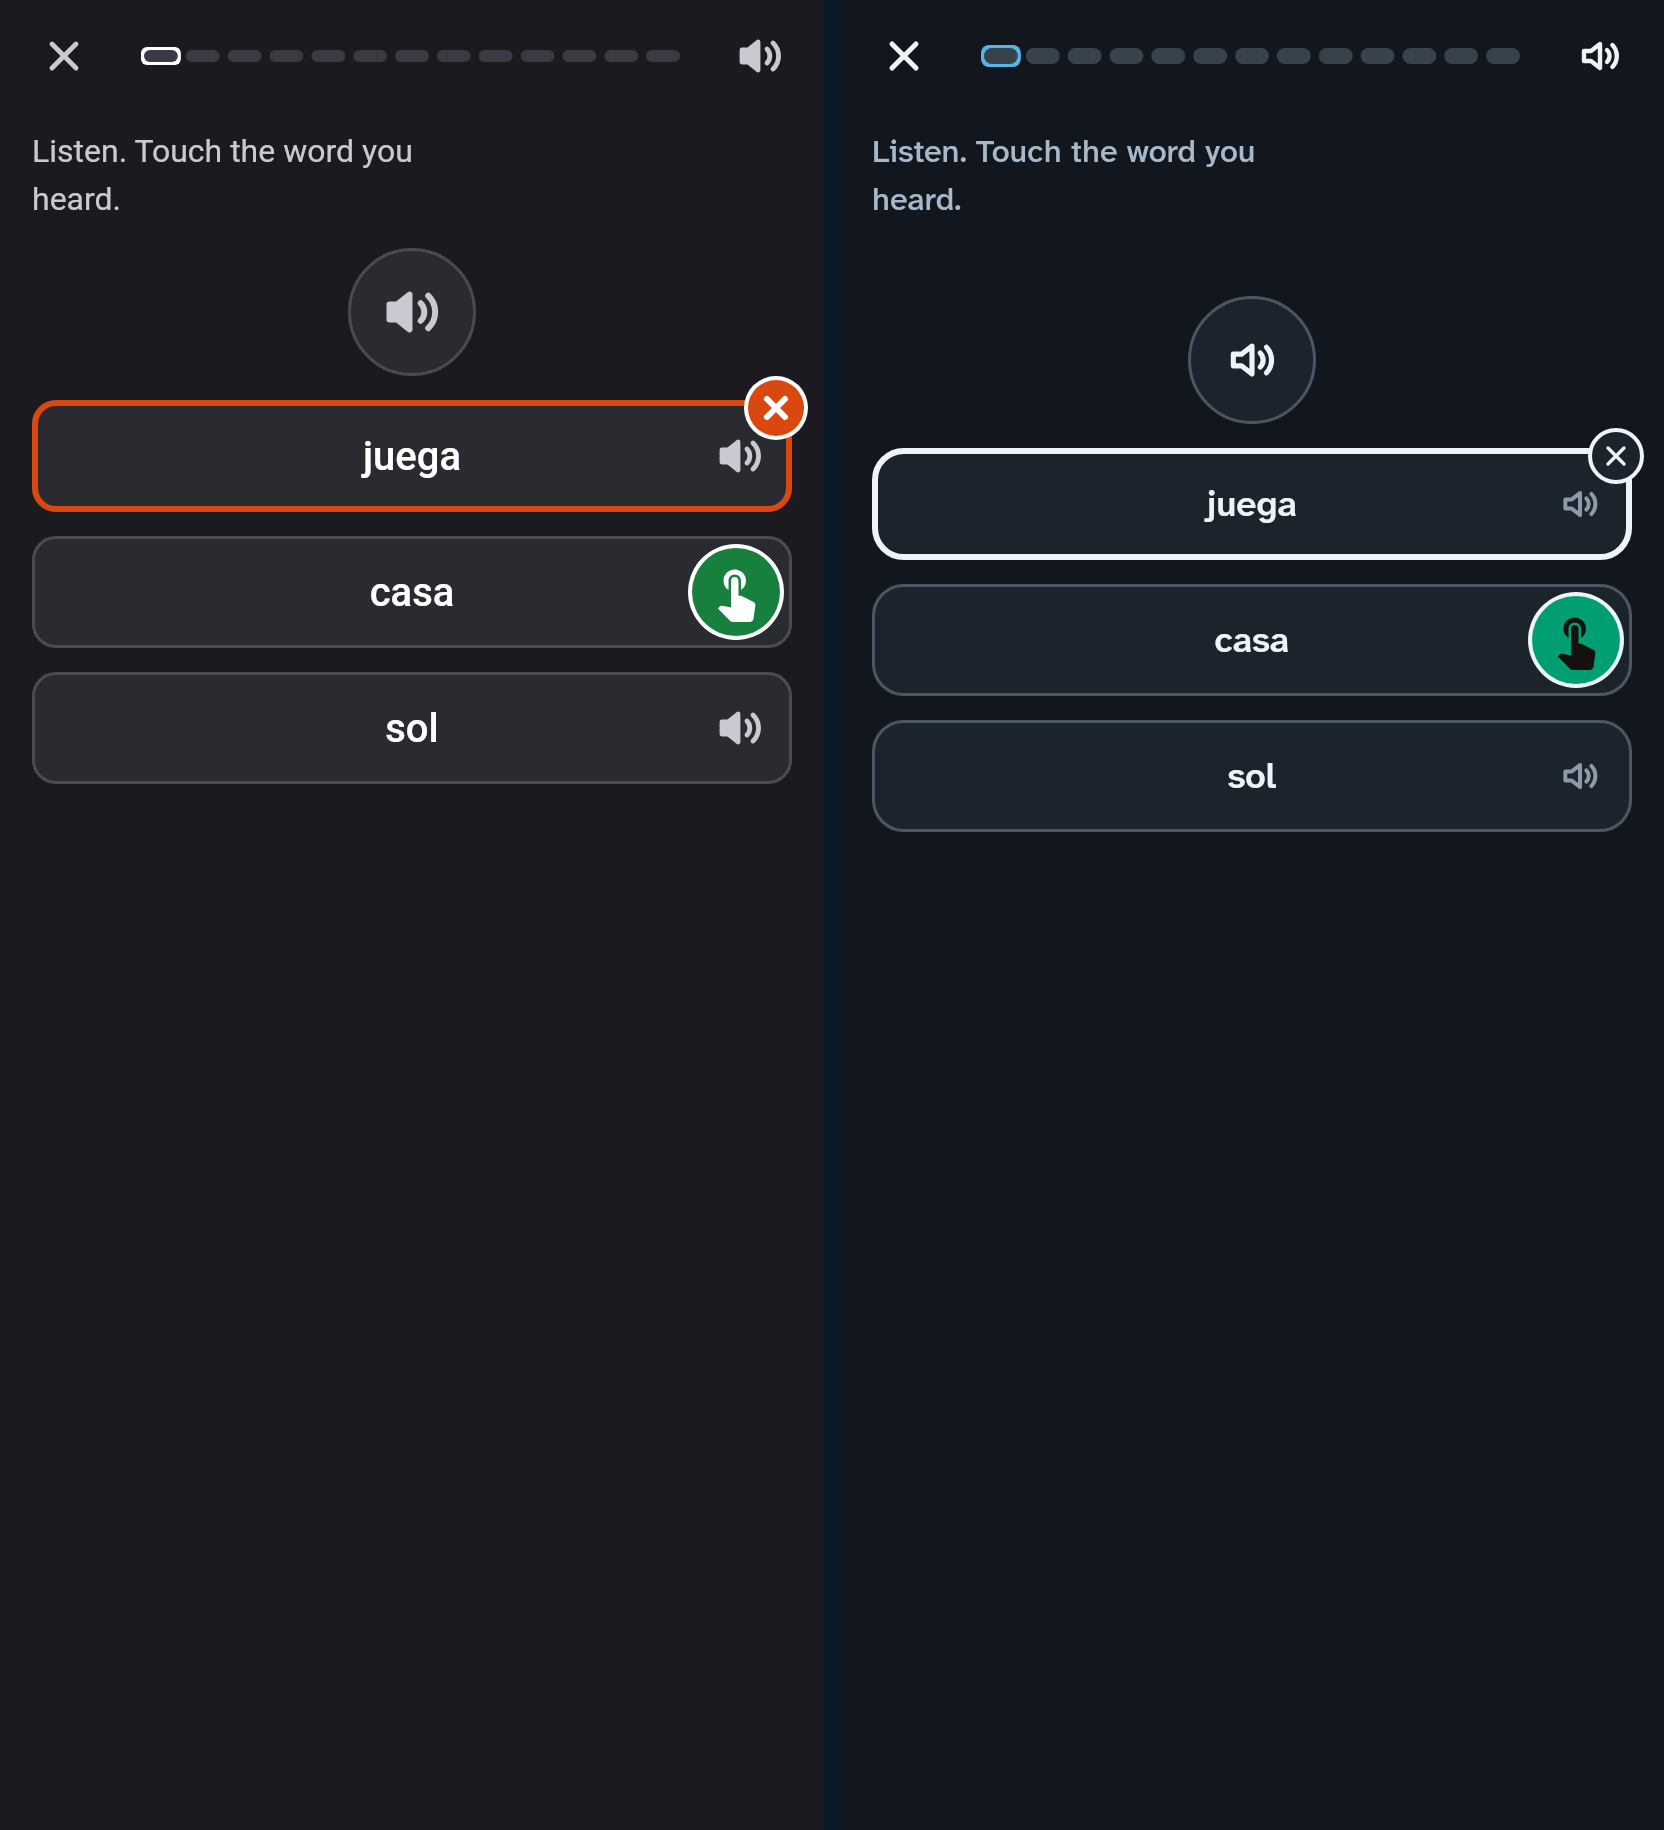 Listen. Touch the word you
heard.
juega
casa
sol
Listen. Touch the word you
heard.
juega
casa
sol